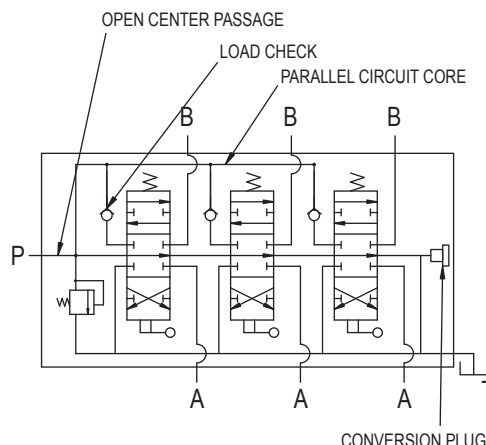 OPEN CENTER PASSAGE
LOAD CHECK
PARALLEL CIRCUIT CORE
B B B
P
A A A
CONVERSION PLUG